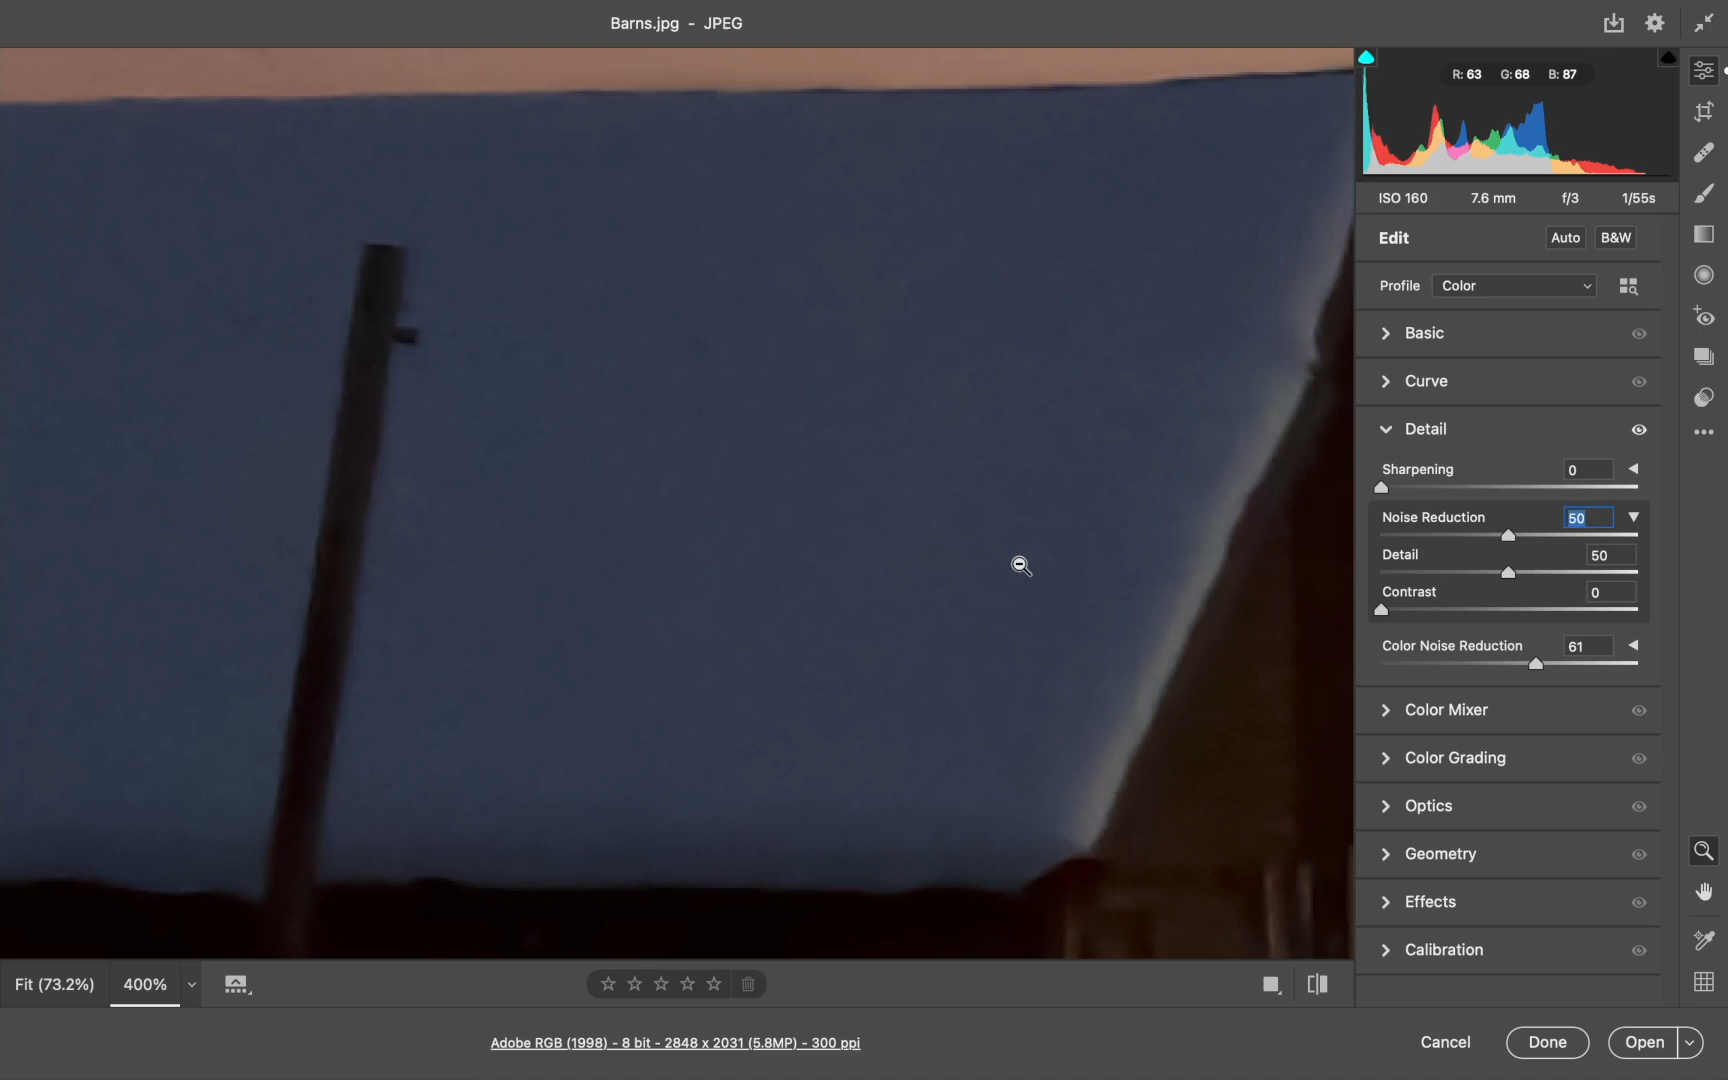 Barns.jpg - JPEG
R: 63 G: 68 B: 87
ISO 160 7.6 mm f/3 1/55s
Edit Auto B&W
Profile Color
Basic
Curve
Detail
Sharpening 0
Noise Reduction 50
Detail 50
Contrast 0
Color Noise Reduction 61
Color Mixer
Color Grading
Optics
Geometry
Effects
Calibration
Fit (73.2%) 400%
Adobe RGB (1998) - 8 bit - 2848 x 2031 (5.8MP) - 300 ppi
Cancel Done Open